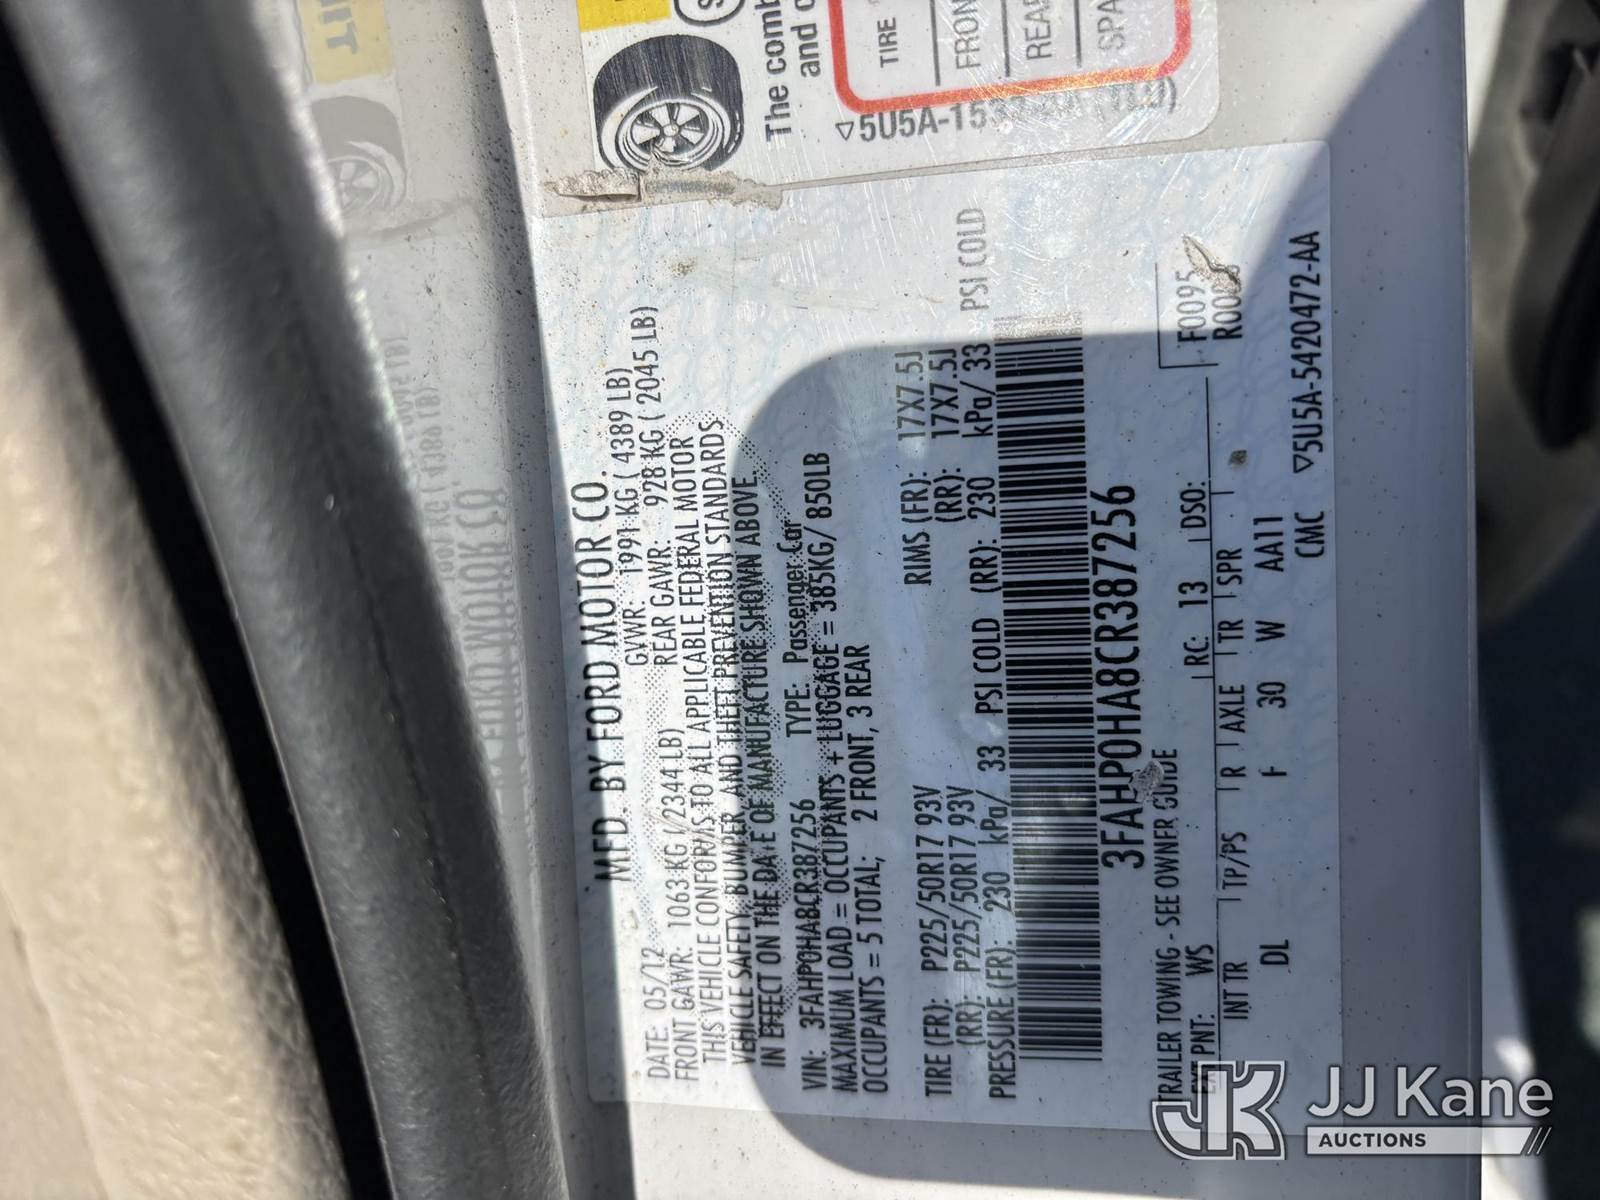 The comb
and c
TIRE
FRON
REAR
SPA
▽5U5A-1532
MFD. BY FORD MOTOR CO.
DATE: 05/12 GVWR: 1991 KG ( 4389 LB)
FRONT GAWR: 1063 KG ( 2344 LB) REAR GAWR: 928 KG ( 2045 LB)
THIS VEHICLE CONFORMS TO ALL APPLICABLE FEDERAL MOTOR
VEHICLE SAFETY, BUMPER, AND THEFT PREVENTION STANDARDS
IN EFFECT ON THE DATE OF MANUFACTURE SHOWN ABOVE.
VIN: 3FAHP0HA8CR387256 TYPE: Passenger Car
MAXIMUM LOAD = OCCUPANTS + LUGGAGE = 385KG/ 850LB
OCCUPANTS = 5 TOTAL; 2 FRONT, 3 REAR
TIRE (FR): P225/50R17 93V RIMS (FR): 17X7.5J
(RR): P225/50R17 93V (RR): 17X7.5J
PRESSURE (FR): 230 kPa/ 33 PSI COLD (RR): 230 kPa/ 33 PSI COLD
3FAHP0HA8CR387256
TRAILER TOWING - SEE OWNER GUIDE
F0095
EXT PNT: WS RC: 13 DSO:
INT TR TP/PS R AXLE TR SPR
DL F 30 W AA11
CMC ▽5U5A-5420472-AA
JK JJ Kane
AUCTIONS